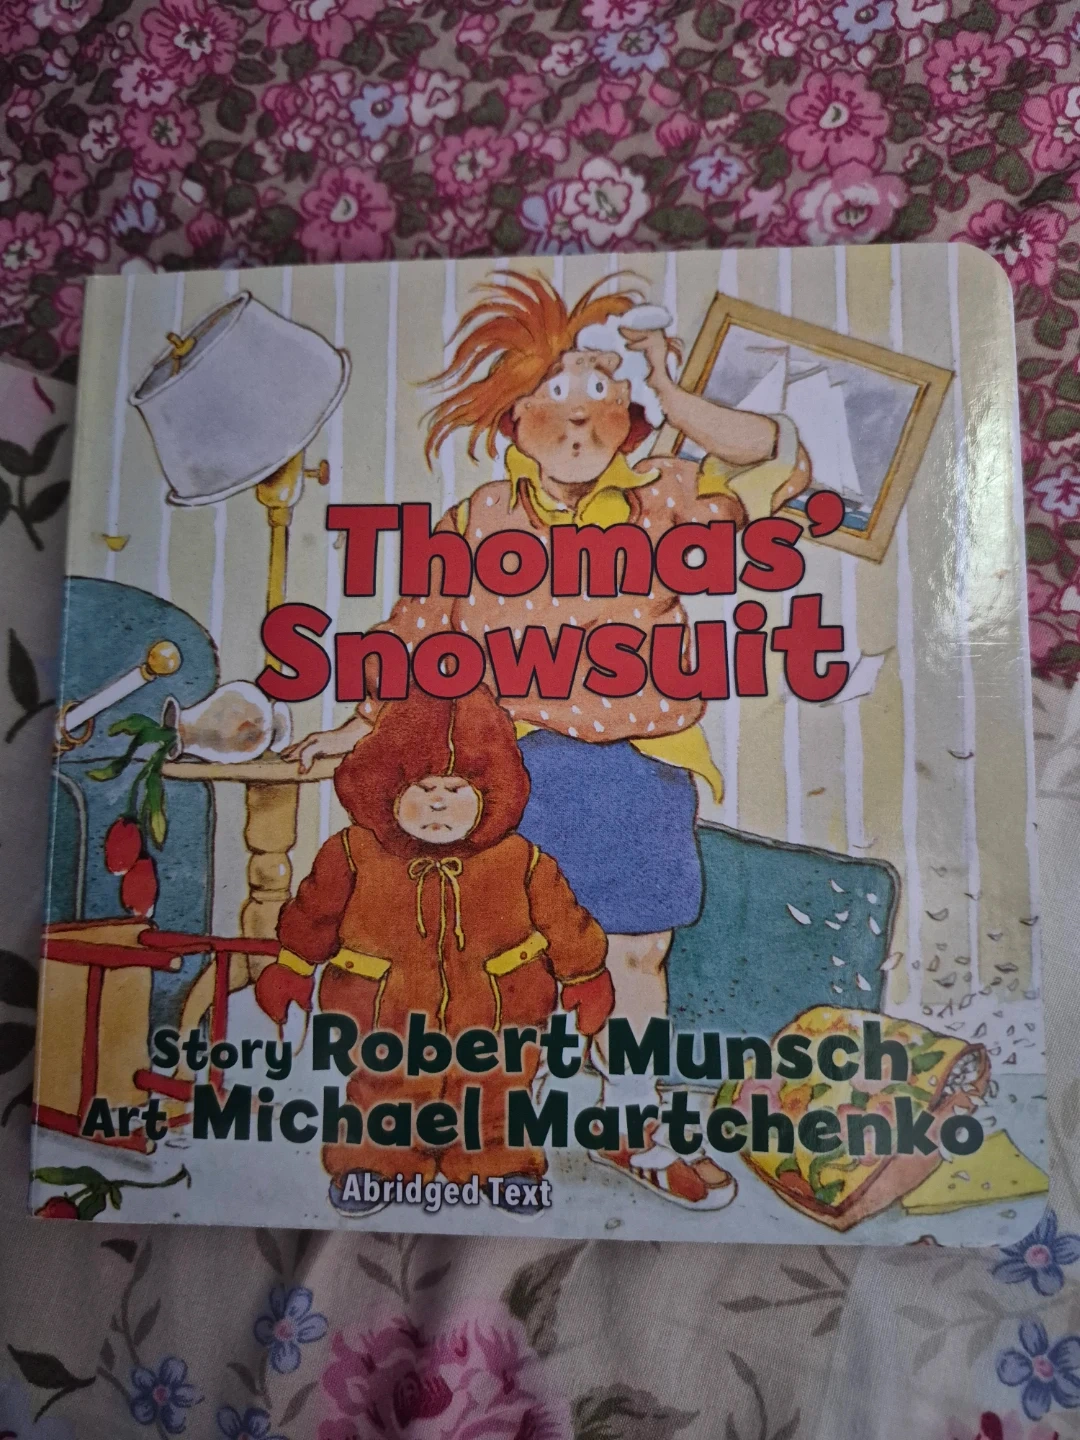 Thomas'
Snowsuit
Story Robert Munsch
Art Michael Martchenko
Abridged Text